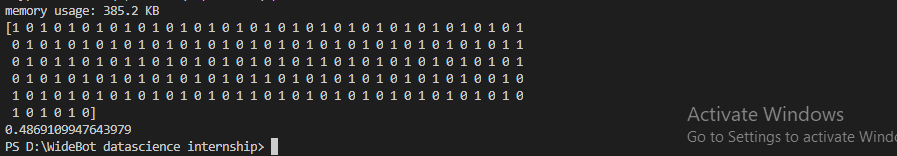 memory usage: 385.2 KB
[1 0 1 0 1 0 1 0 1 0 1 0 1 0 1 0 1 0 1 0 1 0 1 0 1 0 1 0 1 0 1 0 1 0 1 0 1
0 1 0 1 0 1 0 1 0 1 0 1 0 1 0 1 0 1 0 1 0 1 0 1 0 1 0 1 0 1 0 1 0 1 0 1 1
0 1 0 1 1 0 1 0 1 0 1 0 1 0 1 0 1 0 1 0 1 0 1 0 1 0 1 0 1 0 1 0 1 0 1 0 1
0 1 0 1 0 1 0 1 0 1 0 1 0 1 0 1 0 1 0 1 1 0 1 0 1 0 1 0 1 0 1 0 1 0 0 1 0
1 0 1 0 1 0 1 0 1 0 1 0 1 0 1 0 1 1 0 1 0 1 0 1 0 1 0 1 0 1 0 1 0 1 0 1 0
1 0 1 0 1 0]
0.4869109947643979
PS D:\WideBot datascience internship>
Activate Windows
Go to Settings to activate Windo